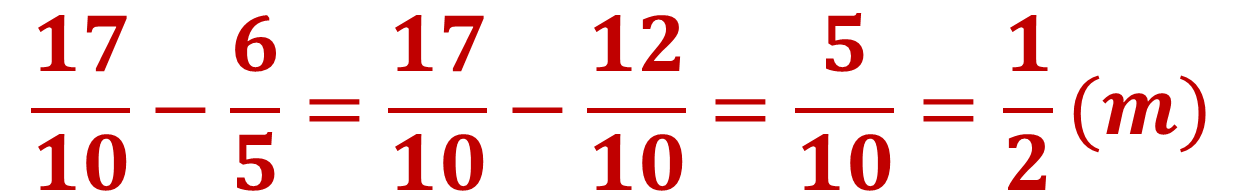 17/10 − 6/5 = 17/10 − 12/10 = 5/10 = 1/2 (m)